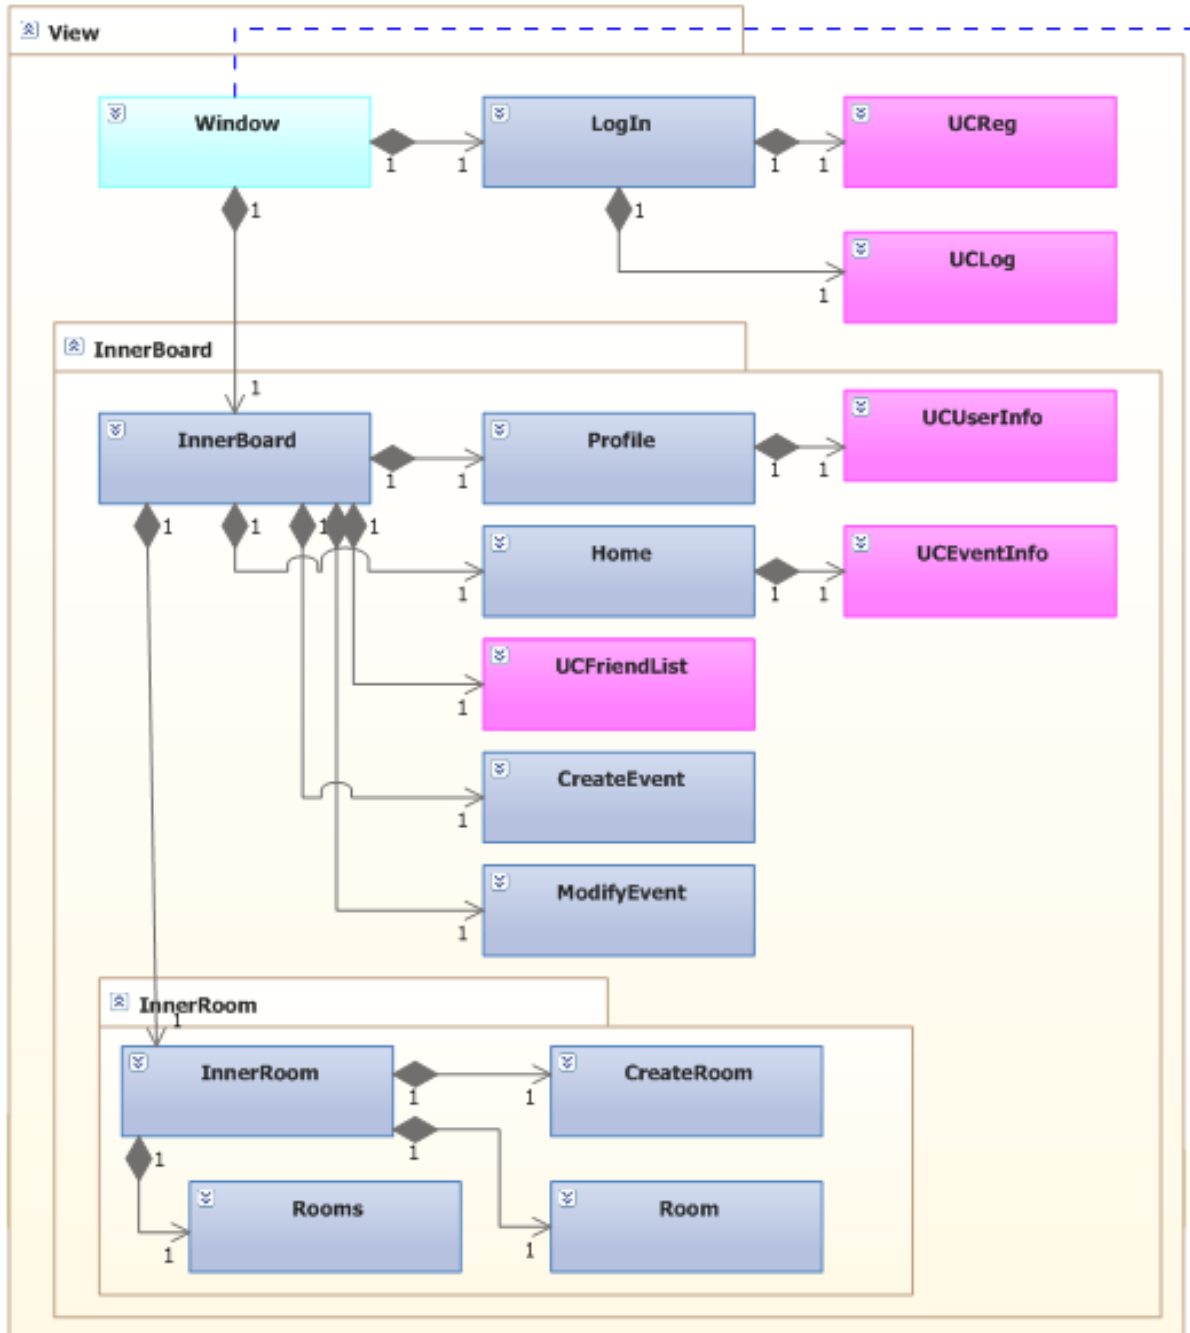 View
Window
LogIn
UCReg
1
1
1
1
1
1
UCLog
1
InnerBoard
1
InnerBoard
Profile
UCUserInfo
1
1
1
1
1
1
1
1
Home
UCEventInfo
1
1
1
UCFriendList
1
CreateEvent
1
ModifyEvent
1
InnerRoom
1
InnerRoom
CreateRoom
1
1
1
1
Rooms
Room
1
1